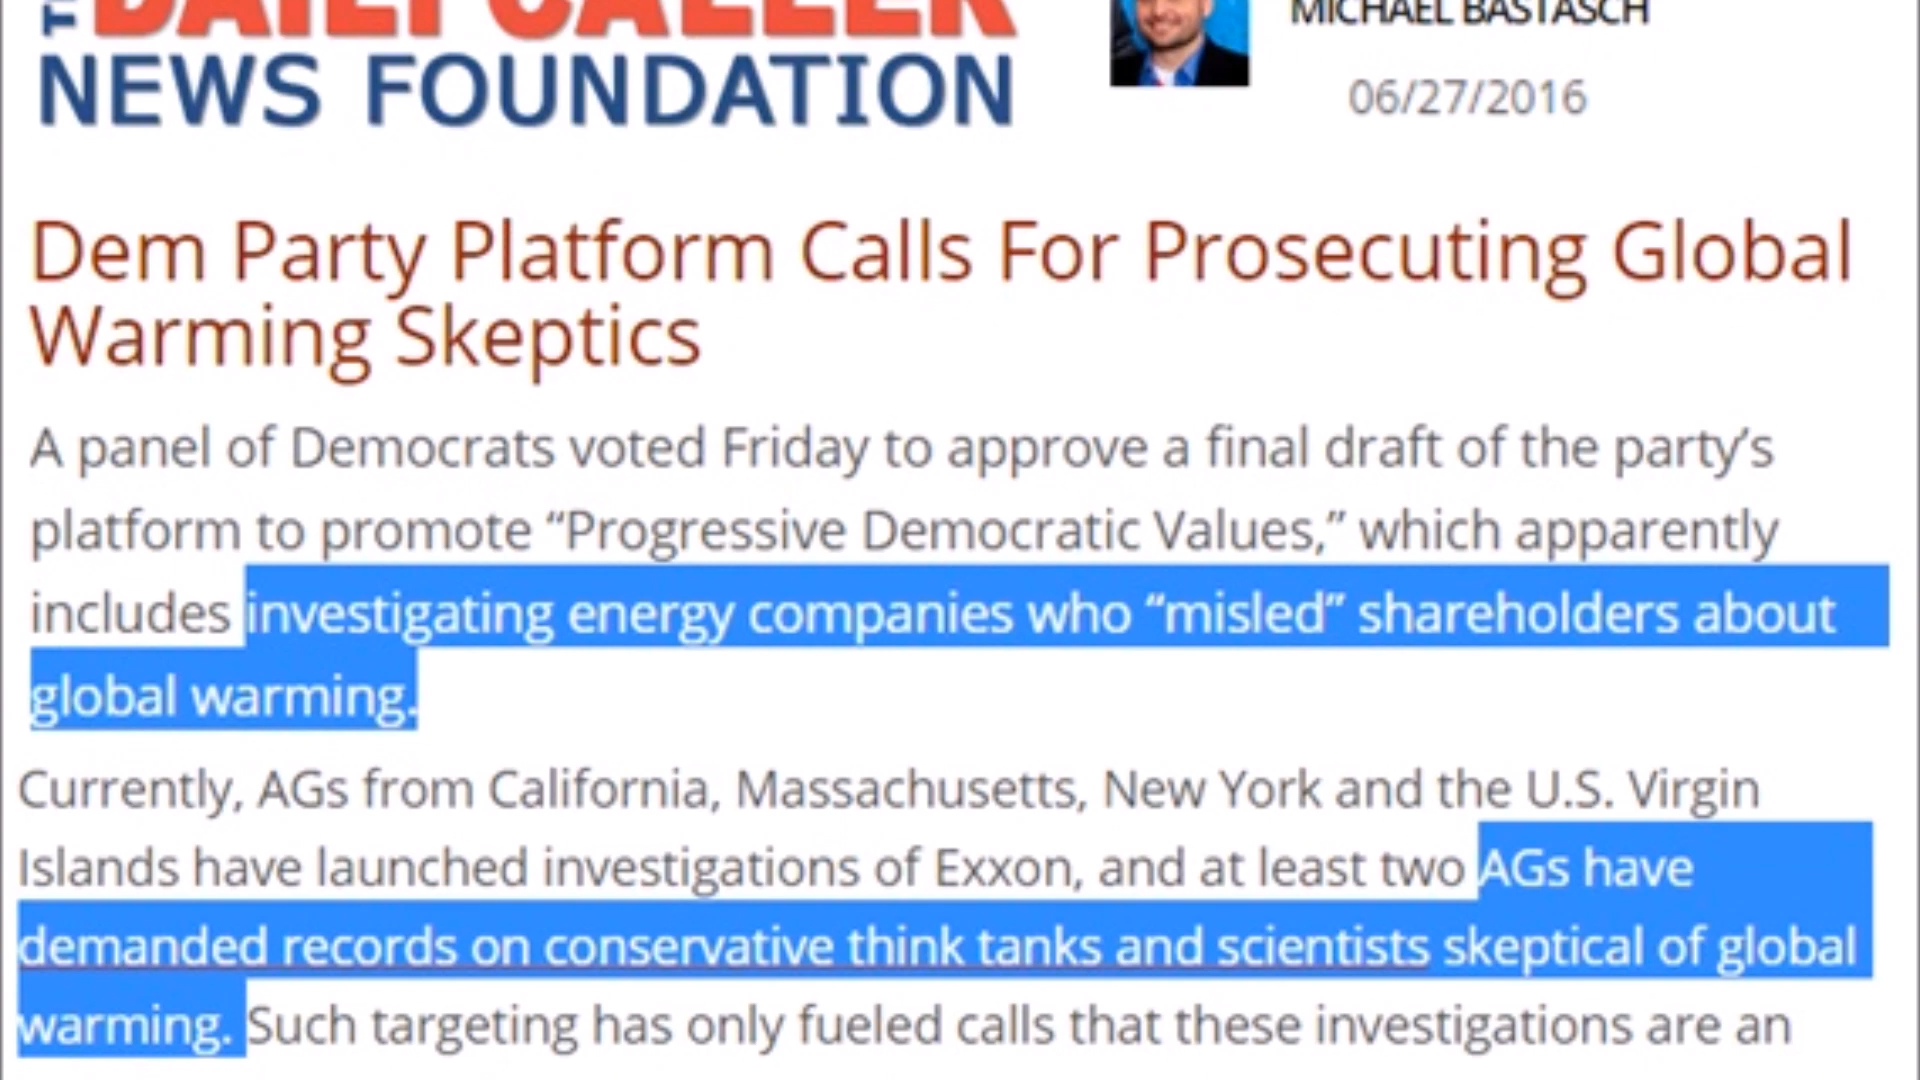 DAILY CALLER
NEWS FOUNDATION
MICHAEL BASTASCH
06/27/2016
Dem Party Platform Calls For Prosecuting Global
Warming Skeptics
A panel of Democrats voted Friday to approve a final draft of the party’s
platform to promote “Progressive Democratic Values,” which apparently
includes investigating energy companies who “misled” shareholders about
global warming.
Currently, AGs from California, Massachusetts, New York and the U.S. Virgin
Islands have launched investigations of Exxon, and at least two AGs have
demanded records on conservative think tanks and scientists skeptical of global
warming. Such targeting has only fueled calls that these investigations are an